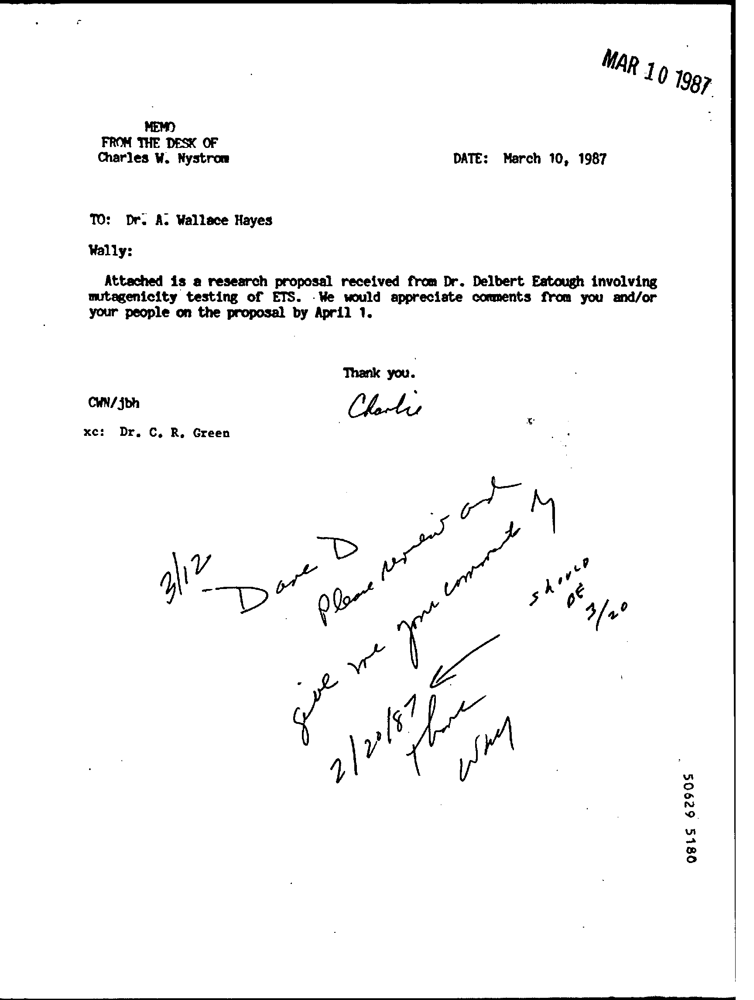 MAR 10 1987
MEMO
FROM THE DESK OF
Charles W. Nystrom
DATE: March 10, 1987
TO: Dr. A. Wallace Hayes
Wally:
Attached is a research proposal received from Dr. Delbert Eatough involving
mutagenicity testing of ETS. We would appreciate comments from you and/or
your people on the proposal by April 1.
Thank you.
CWN/jbh
Charlie
xc: Dr. C. R. Green
3/12
Dave D
Please review and
give me your comments by
2/20/87
should
be
3/20
50629 5180